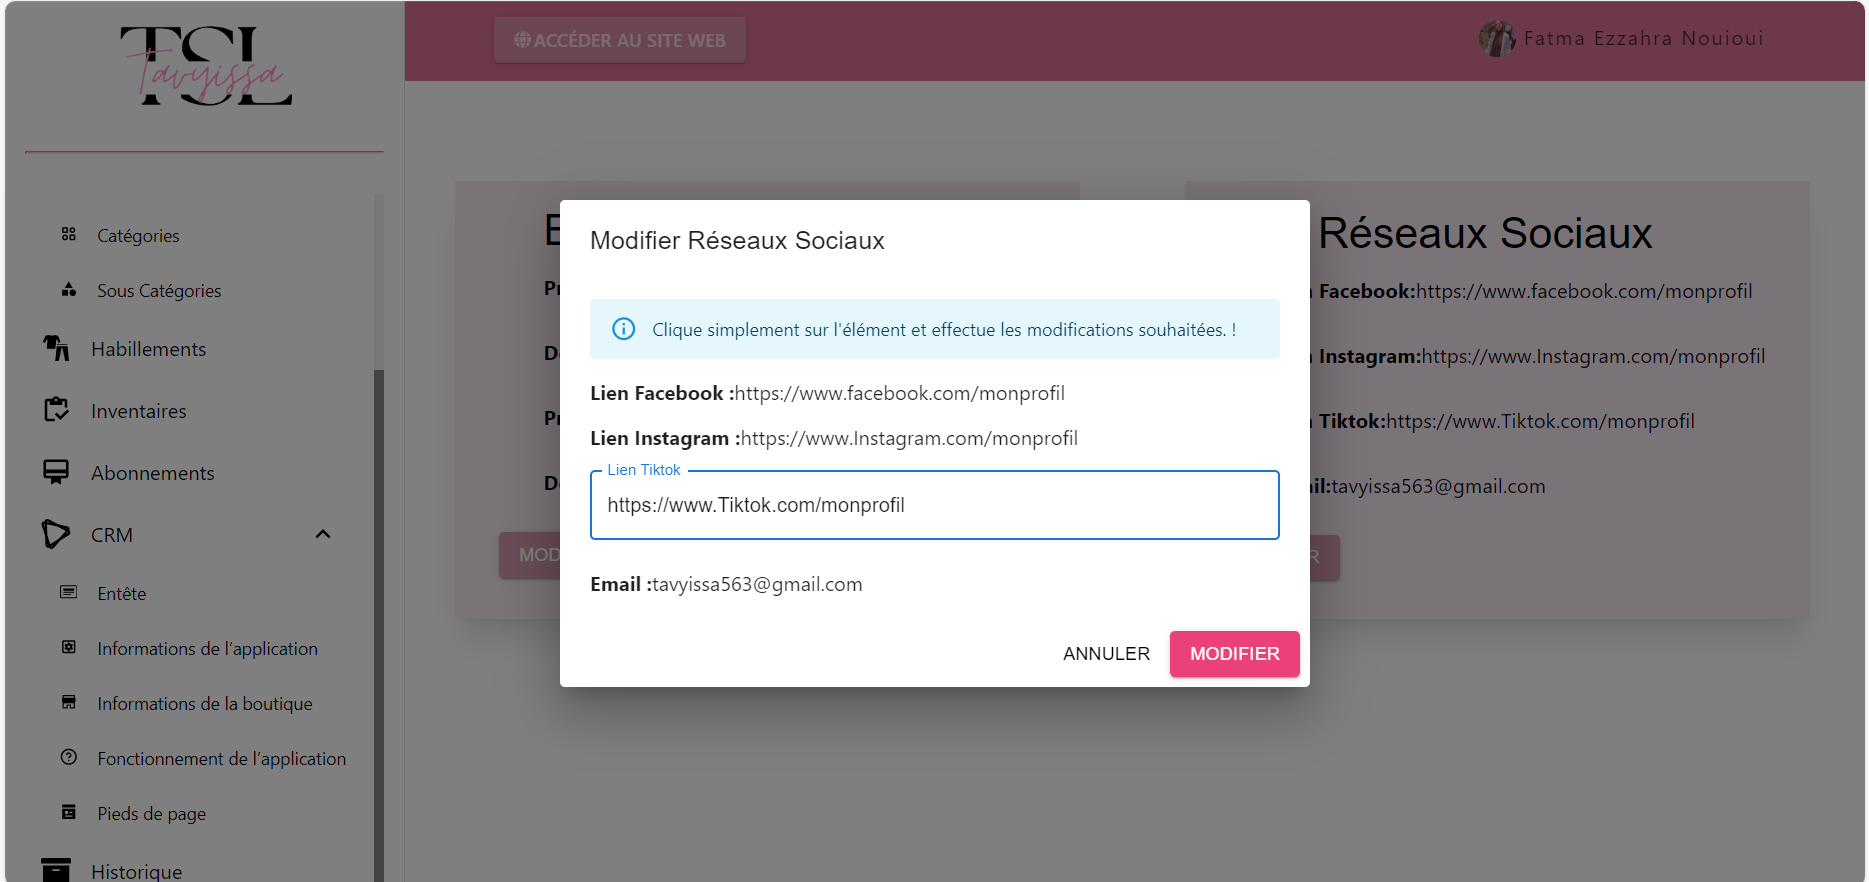 TSL
Tavyissa
ACCÉDER AU SITE WEB
Fatma Ezzahra Nouioui
Catégories
Sous Catégories
Habillements
Inventaires
Abonnements
CRM
Entête
Informations de l'application
Informations de la boutique
Fonctionnement de l'application
Pieds de page
Historique
Réseaux Sociaux
Facebook:https://www.facebook.com/monprofil
Instagram:https://www.Instagram.com/monprofil
Tiktok:https://www.Tiktok.com/monprofil
il:tavyissa563@gmail.com
MOD
Modifier Réseaux Sociaux
Clique simplement sur l'élément et effectue les modifications souhaitées. !
Lien Facebook :https://www.facebook.com/monprofil
Lien Instagram :https://www.Instagram.com/monprofil
Lien Tiktok
https://www.Tiktok.com/monprofil
Email :tavyissa563@gmail.com
ANNULER
MODIFIER